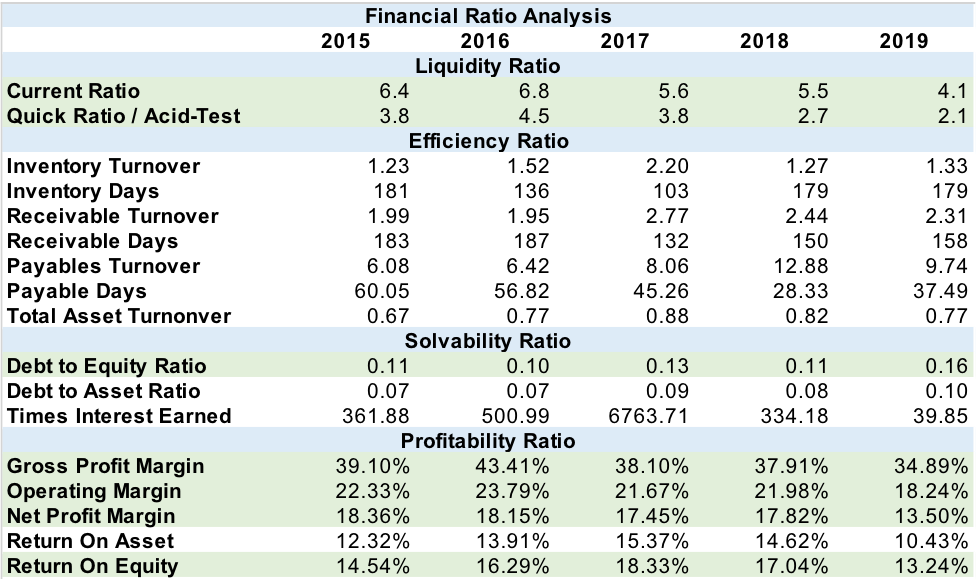 Financial Ratio Analysis
2015 2016 2017 2018 2019
Liquidity Ratio
Current Ratio 6.4 6.8 5.6 5.5 4.1
Quick Ratio / Acid-Test 3.8 4.5 3.8 2.7 2.1
Efficiency Ratio
Inventory Turnover 1.23 1.52 2.20 1.27 1.33
Inventory Days 181 136 103 179 179
Receivable Turnover 1.99 1.95 2.77 2.44 2.31
Receivable Days 183 187 132 150 158
Payables Turnover 6.08 6.42 8.06 12.88 9.74
Payable Days 60.05 56.82 45.26 28.33 37.49
Total Asset Turnonver 0.67 0.77 0.88 0.82 0.77
Solvability Ratio
Debt to Equity Ratio 0.11 0.10 0.13 0.11 0.16
Debt to Asset Ratio 0.07 0.07 0.09 0.08 0.10
Times Interest Earned 361.88 500.99 6763.71 334.18 39.85
Profitability Ratio
Gross Profit Margin 39.10% 43.41% 38.10% 37.91% 34.89%
Operating Margin 22.33% 23.79% 21.67% 21.98% 18.24%
Net Profit Margin 18.36% 18.15% 17.45% 17.82% 13.50%
Return On Asset 12.32% 13.91% 15.37% 14.62% 10.43%
Return On Equity 14.54% 16.29% 18.33% 17.04% 13.24%